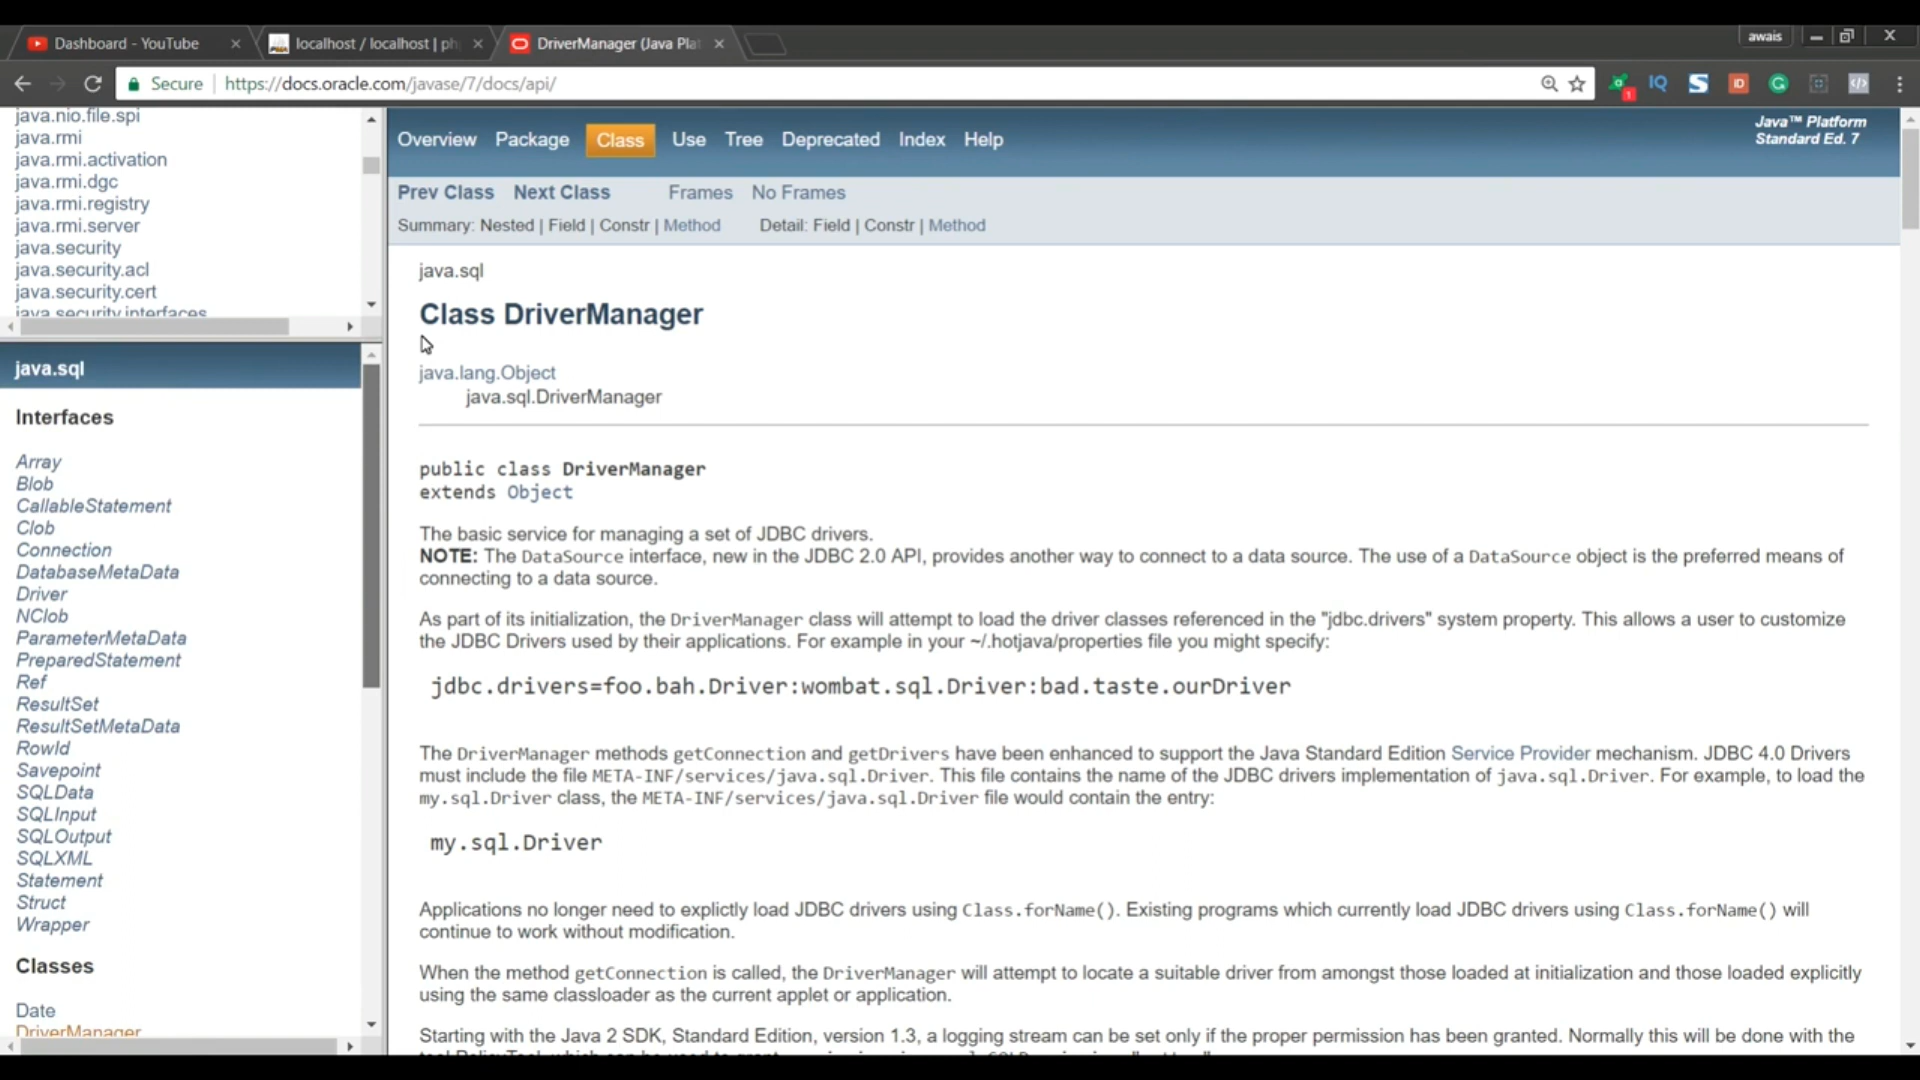 Dashboard - YouTube
localhost / localhost | ph
DriverManager (Java Plat
awais
Secure
https://docs.oracle.com/javase/7/docs/api/
1
IQ
java.nio.file.spi
java.rmi
java.rmi.activation
java.rmi.dgc
java.rmi.registry
java.rmi.server
java.security
java.security.acl
java.security.cert
java.security.interfaces
java.sql
Interfaces
Array
Blob
CallableStatement
Clob
Connection
DatabaseMetaData
Driver
NClob
ParameterMetaData
PreparedStatement
Ref
ResultSet
ResultSetMetaData
RowId
Savepoint
SQLData
SQLInput
SQLOutput
SQLXML
Statement
Struct
Wrapper
Classes
Date
DriverManager
Overview Package Class Use Tree Deprecated Index Help
Java™ Platform
Standard Ed. 7
Prev Class Next Class Frames No Frames
Summary: Nested | Field | Constr | Method Detail: Field | Constr | Method
java.sql
Class DriverManager
java.lang.Object
java.sql.DriverManager
public class DriverManager
extends Object
The basic service for managing a set of JDBC drivers.
NOTE: The DataSource interface, new in the JDBC 2.0 API, provides another way to connect to a data source. The use of a DataSource object is the preferred means of
connecting to a data source.
As part of its initialization, the DriverManager class will attempt to load the driver classes referenced in the "jdbc.drivers" system property. This allows a user to customize
the JDBC Drivers used by their applications. For example in your ~/.hotjava/properties file you might specify:
jdbc.drivers=foo.bah.Driver:wombat.sql.Driver:bad.taste.ourDriver
The DriverManager methods getConnection and getDrivers have been enhanced to support the Java Standard Edition Service Provider mechanism. JDBC 4.0 Drivers
must include the file META-INF/services/java.sql.Driver. This file contains the name of the JDBC drivers implementation of java.sql.Driver. For example, to load the
my.sql.Driver class, the META-INF/services/java.sql.Driver file would contain the entry:
my.sql.Driver
Applications no longer need to explictly load JDBC drivers using Class.forName(). Existing programs which currently load JDBC drivers using Class.forName() will
continue to work without modification.
When the method getConnection is called, the DriverManager will attempt to locate a suitable driver from amongst those loaded at initialization and those loaded explicitly
using the same classloader as the current applet or application.
Starting with the Java 2 SDK, Standard Edition, version 1.3, a logging stream can be set only if the proper permission has been granted. Normally this will be done with the